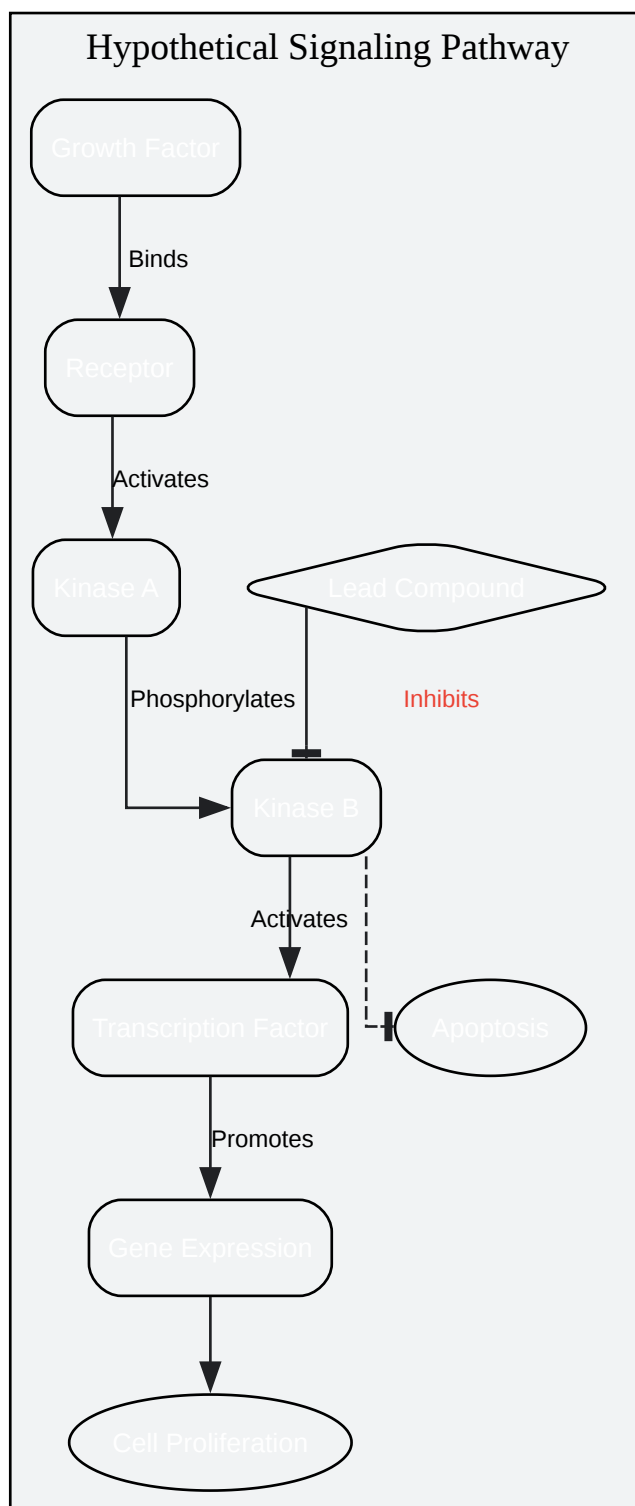 Hypothetical Signaling Pathway
Growth Factor
Binds
Receptor
Activates
Kinase A
Lead Compound
Phosphorylates
Inhibits
Kinase B
Activates
Transcription Factor
Apoptosis
Promotes
Gene Expression
Cell Proliferation